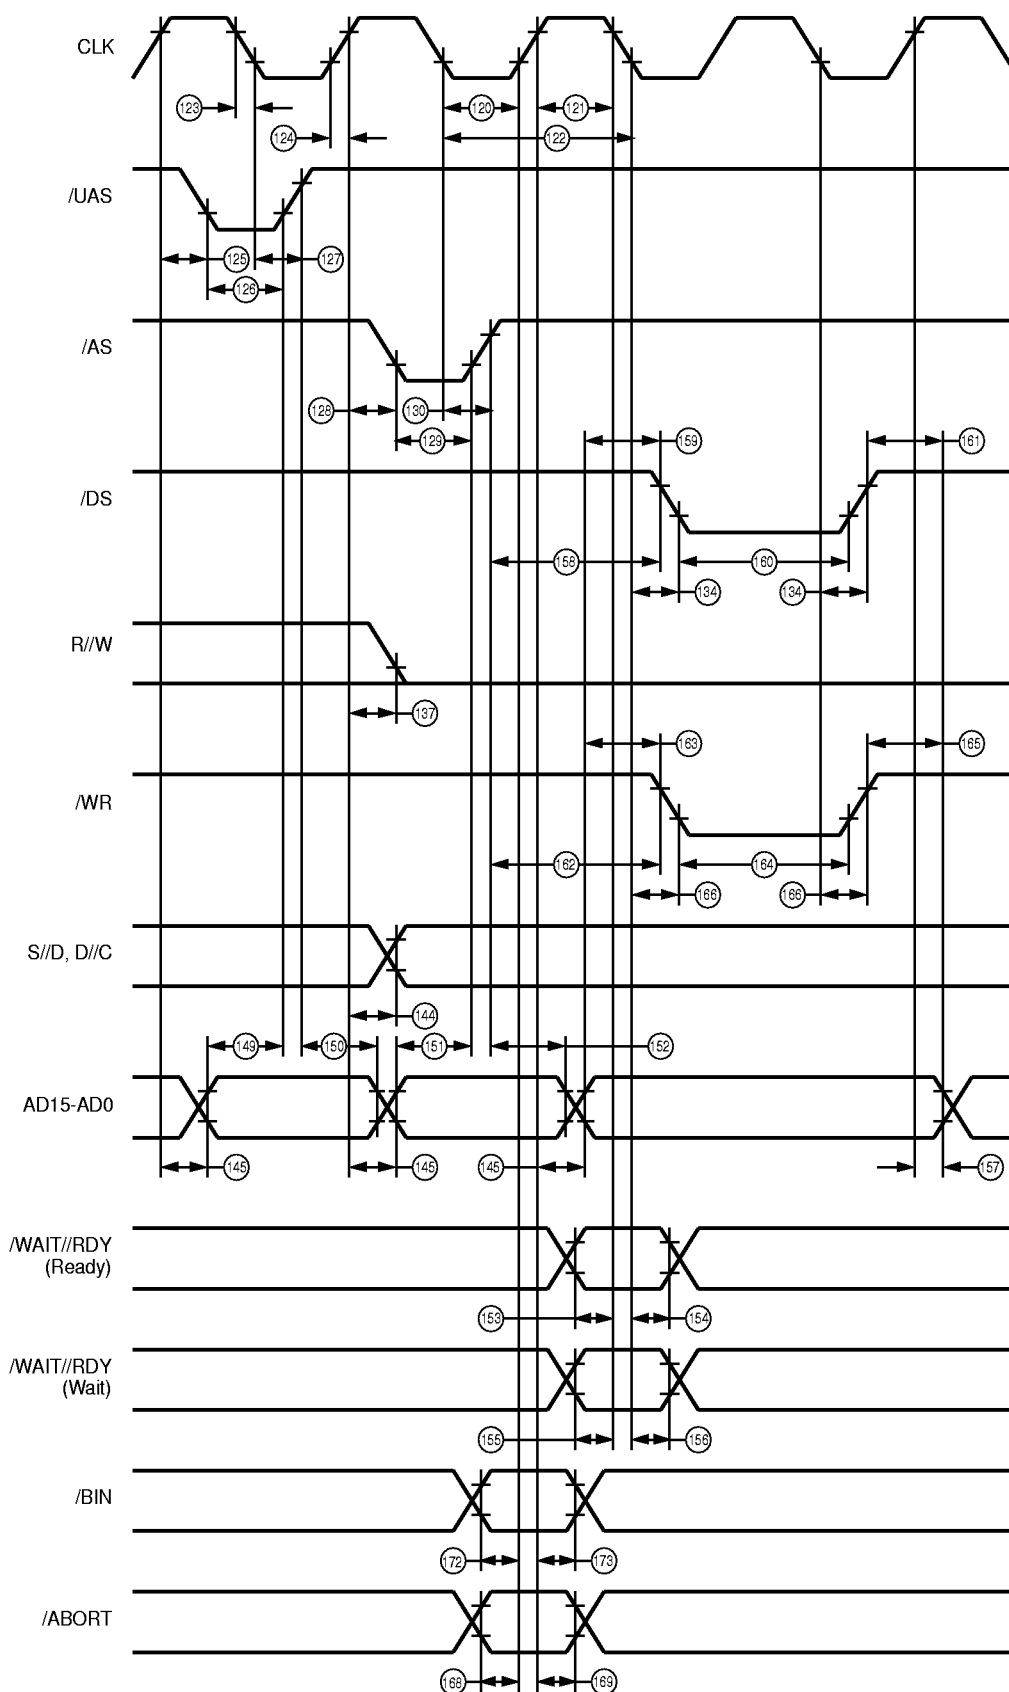 CLK
123
120
121
124
122
/UAS
125
127
126
/AS
128
130
129
159
161
/DS
158
160
134
134
R//W
137
163
165
/WR
162
164
166
166
S//D, D//C
144
149
150
151
152
AD15-AD0
145
145
145
157
/WAIT//RDY
(Ready)
153
154
/WAIT//RDY
(Wait)
155
156
/BIN
172
173
/ABORT
168
169